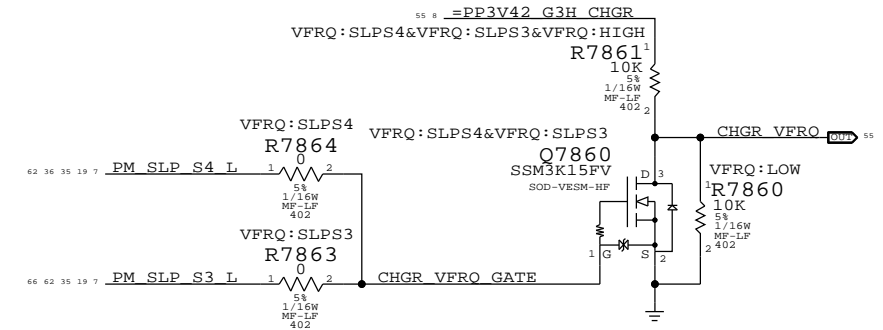 55 8 =PP3V42_G3H_CHGR
VFRQ:SLPS4&VFRQ:SLPS3&VFRQ:HIGH
R7861
1
10K
5%
1/16W
MF-LF
402
2
VFRQ:SLPS4
R7864
0
62 36 35 19 7 PM_SLP_S4_L 1 2
5%
1/16W
MF-LF
402
VFRQ:SLPS4&VFRQ:SLPS3
Q7860
SSM3K15FV
SOD-VESM-HF
D 3
1 G S 2
CHGR_VFRQ OUT 55
VFRQ:LOW
1
R7860
10K
5%
1/16W
MF-LF
2 402
VFRQ:SLPS3
R7863
0
66 62 35 19 7 PM_SLP_S3_L 1 2 CHGR_VFRQ_GATE
5%
1/16W
MF-LF
402